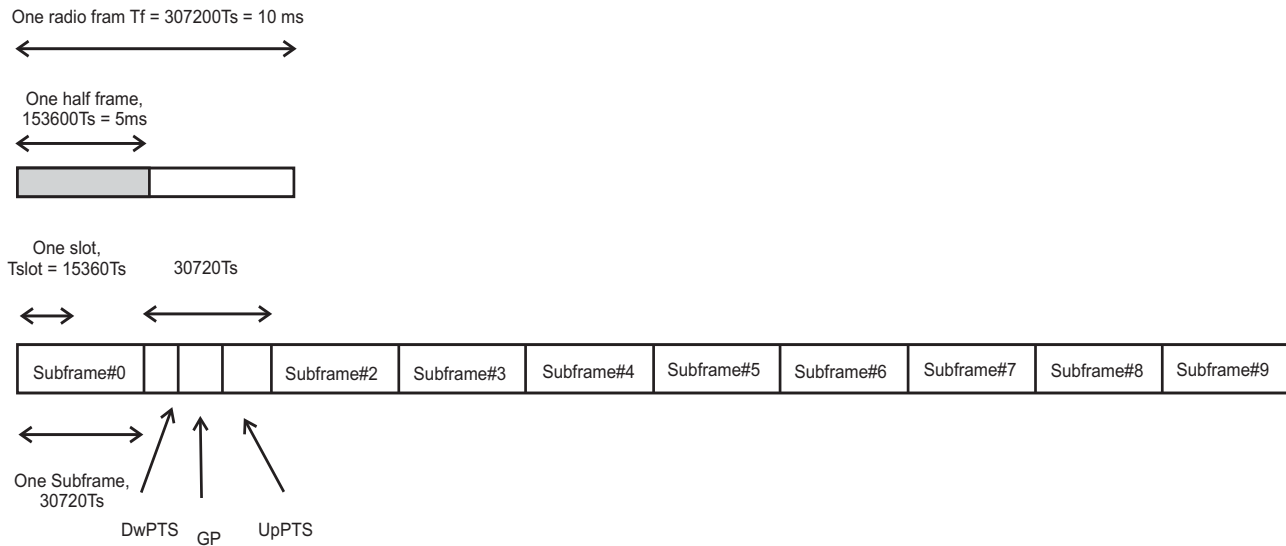 One radio fram Tf = 307200Ts = 10 ms
One half frame,
153600Ts = 5ms
One slot,
Tslot = 15360Ts
30720Ts
Subframe#0
Subframe#2
Subframe#3
Subframe#4
Subframe#5
Subframe#6
Subframe#7
Subframe#8
Subframe#9
One Subframe,
30720Ts
DwPTS
GP
UpPTS